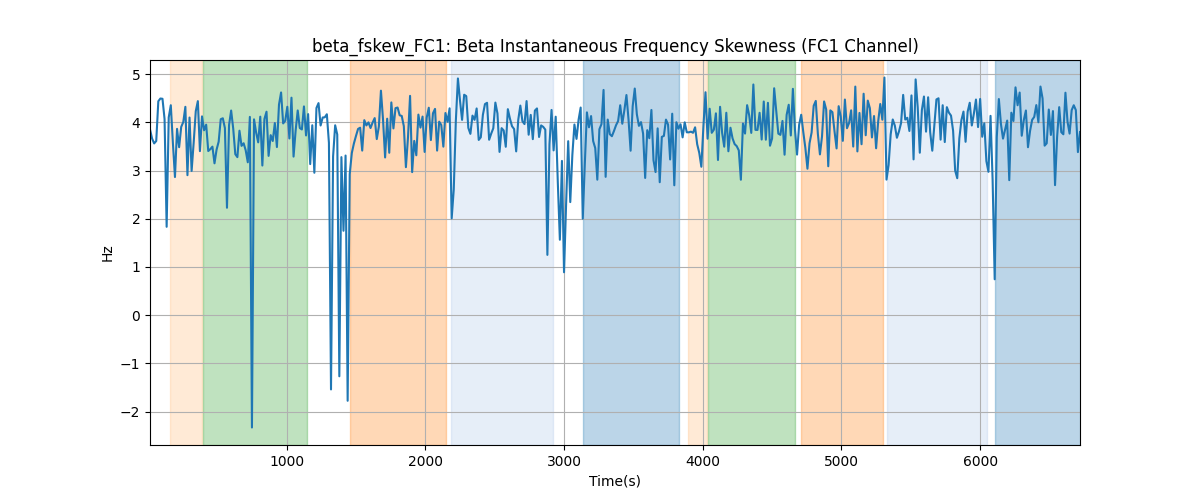 beta_fskew_FC1: Beta Instantaneous Frequency Skewness (FC1 Channel)
5
4
3
2
1
0
−1
−2
Hz
1000 2000 3000 4000 5000 6000
Time(s)